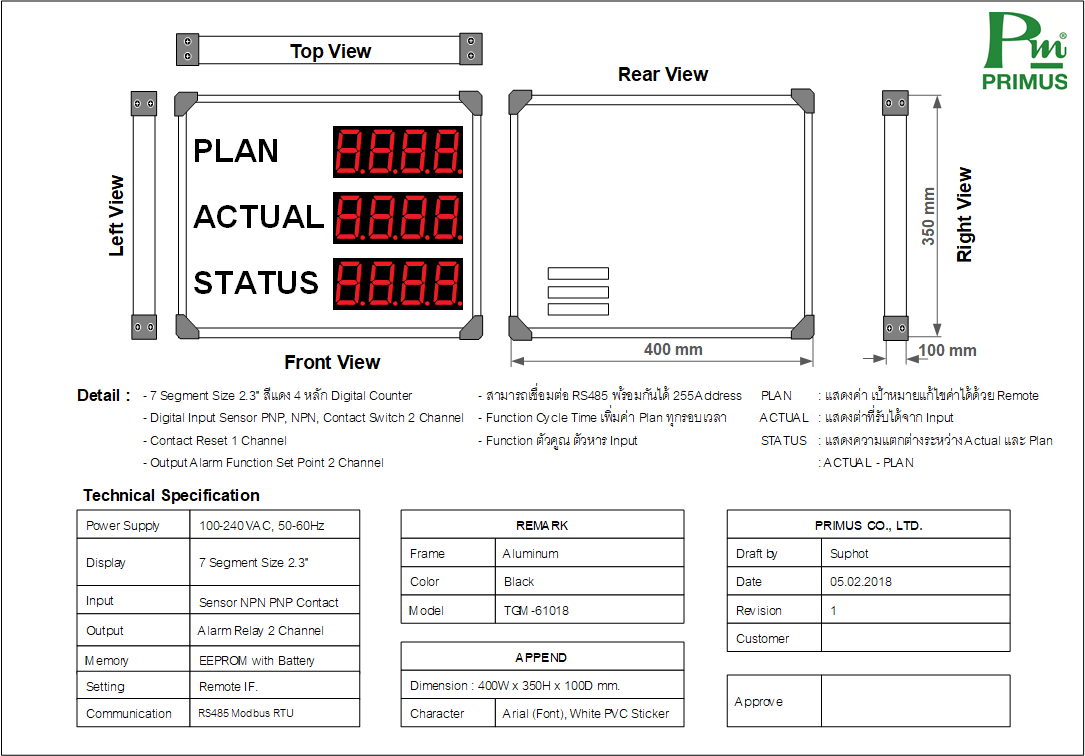 Top View
Rear View
Pm®
PRIMUS
Left View
PLAN 8.8.8.8.
ACTUAL 8.8.8.8.
STATUS 8.8.8.8.
350 mm
Right View
Front View
400 mm
100 mm
Detail :
- 7 Segment Size 2.3" สีแดง 4 หลัก Digital Counter
- Digital Input Sensor PNP, NPN, Contact Switch 2 Channel
- Contact Reset 1 Channel
- Output Alarm Function Set Point 2 Channel
- สามารถเชื่อมต่อ RS485 พร้อมกันได้ 255Address
- Function Cycle Time เพิ่มค่า Plan ทุกรอบเวลา
- Function ตัวคูณ ตัวหาร Input
PLAN : แสดงค่า เป้าหมายแก้ไขค่าได้ด้วย Remote
ACTUAL : แสดงต่าที่รับได้จาก Input
STATUS : แสดงความแตกต่างระหว่าง Actual และ Plan
: ACTUAL - PLAN
Technical Specification
Power Supply 100-240 VAC, 50-60Hz
Display 7 Segment Size 2.3"
Input Sensor NPN PNP Contact
Output Alarm Relay 2 Channel
Memory EEPROM with Battery
Setting Remote IF.
Communication RS485 Modbus RTU
REMARK
Frame Aluminum
Color Black
Model TGM-61018
APPEND
Dimension : 400W x 350H x 100D mm.
Character Arial (Font), White PVC Sticker
PRIMUS CO., LTD.
Draft by Suphot
Date 05.02.2018
Revision 1
Customer
Approve